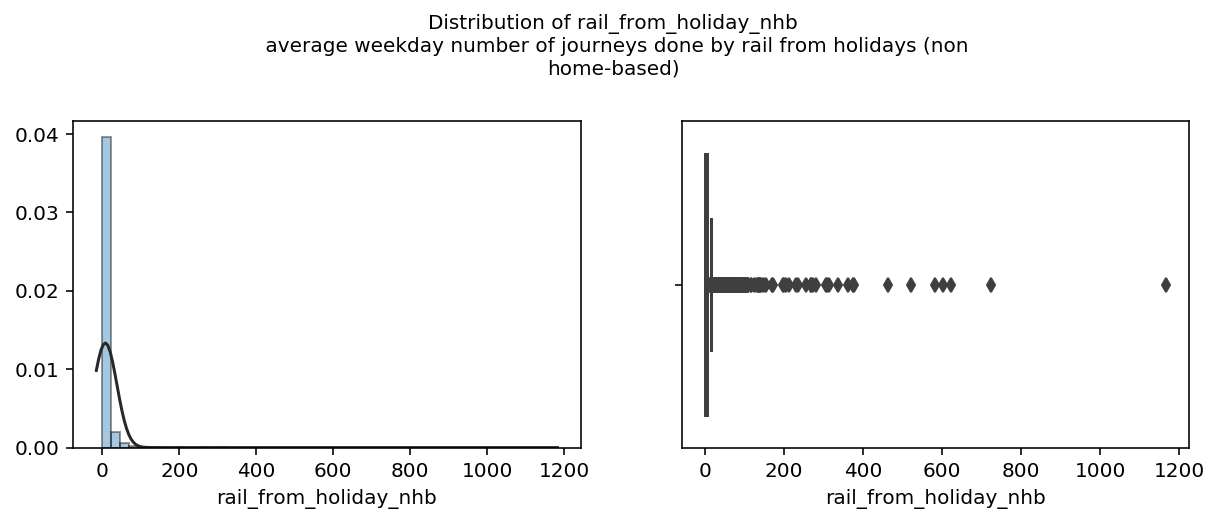 Distribution of rail_from_holiday_nhb
average weekday number of journeys done by rail from holidays (non
home-based)
0.04
0.03
0.02
0.01
0.00
0 200 400 600 800 1000 1200
rail_from_holiday_nhb
0 200 400 600 800 1000 1200
rail_from_holiday_nhb